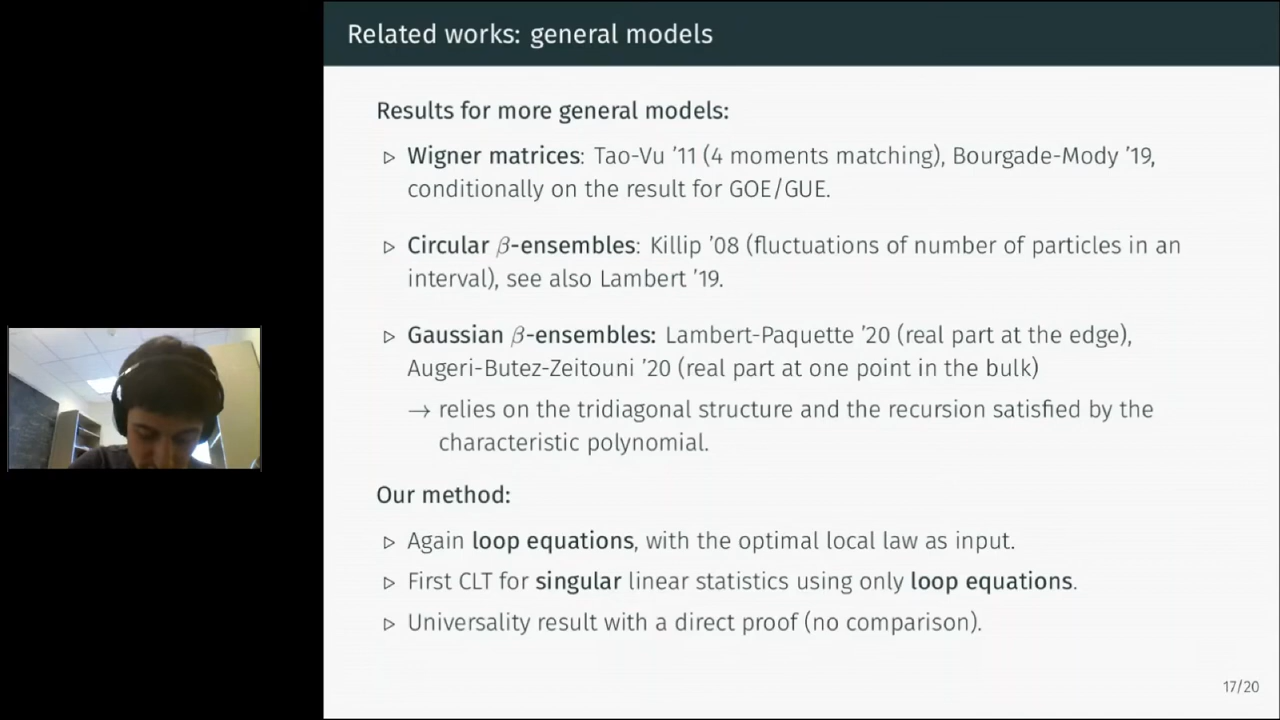 Related works: general models
Results for more general models:
▷ Wigner matrices: Tao-Vu ’11 (4 moments matching), Bourgade-Mody ’19,
conditionally on the result for GOE/GUE.
▷ Circular β-ensembles: Killip ’08 (fluctuations of number of particles in an
interval), see also Lambert ’19.
▷ Gaussian β-ensembles: Lambert-Paquette ’20 (real part at the edge),
Augeri-Butez-Zeitouni ’20 (real part at one point in the bulk)
→ relies on the tridiagonal structure and the recursion satisfied by the
characteristic polynomial.
Our method:
▷ Again loop equations, with the optimal local law as input.
▷ First CLT for singular linear statistics using only loop equations.
▷ Universality result with a direct proof (no comparison).
17/20